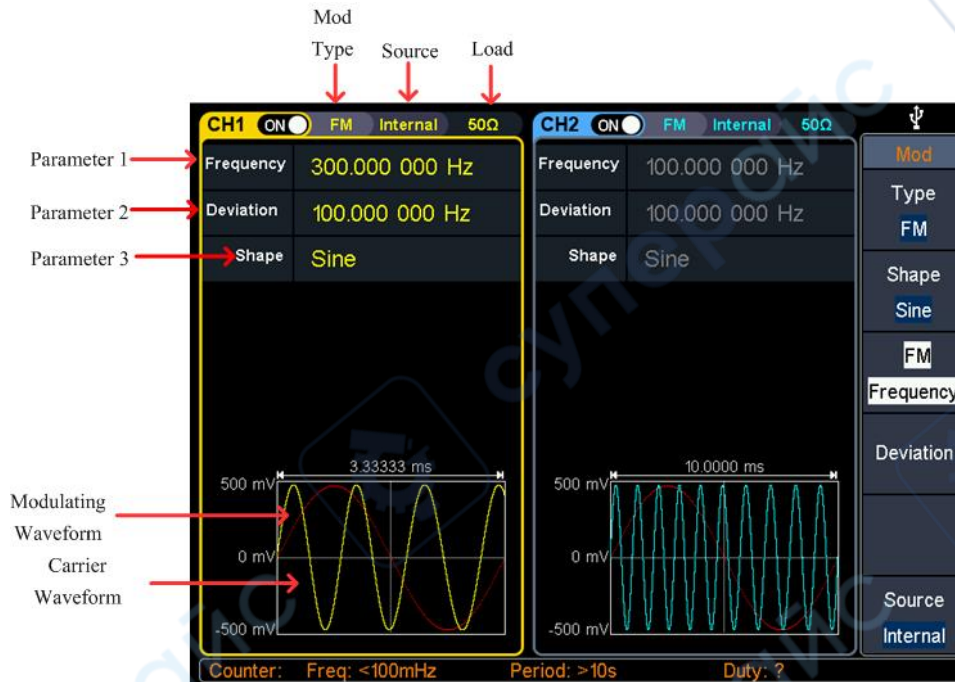 Mod
Type
Source
Load
CH1 ON FM Internal 50Ω
CH2 ON FM Internal 50Ω
Parameter 1
Frequency 300.000 000 Hz
Frequency 100.000 000 Hz
Mod
Parameter 2
Deviation 100.000 000 Hz
Deviation 100.000 000 Hz
Type
FM
Parameter 3
Shape Sine
Shape Sine
Shape
Sine
FM
Frequency
Deviation
3.33333 ms
10.0000 ms
500 mV
500 mV
Modulating
Waveform
0 mV
0 mV
Carrier
Waveform
-500 mV
-500 mV
Source
Internal
Counter: Freq: <100mHz Period: >10s Duty: ?
суперайс